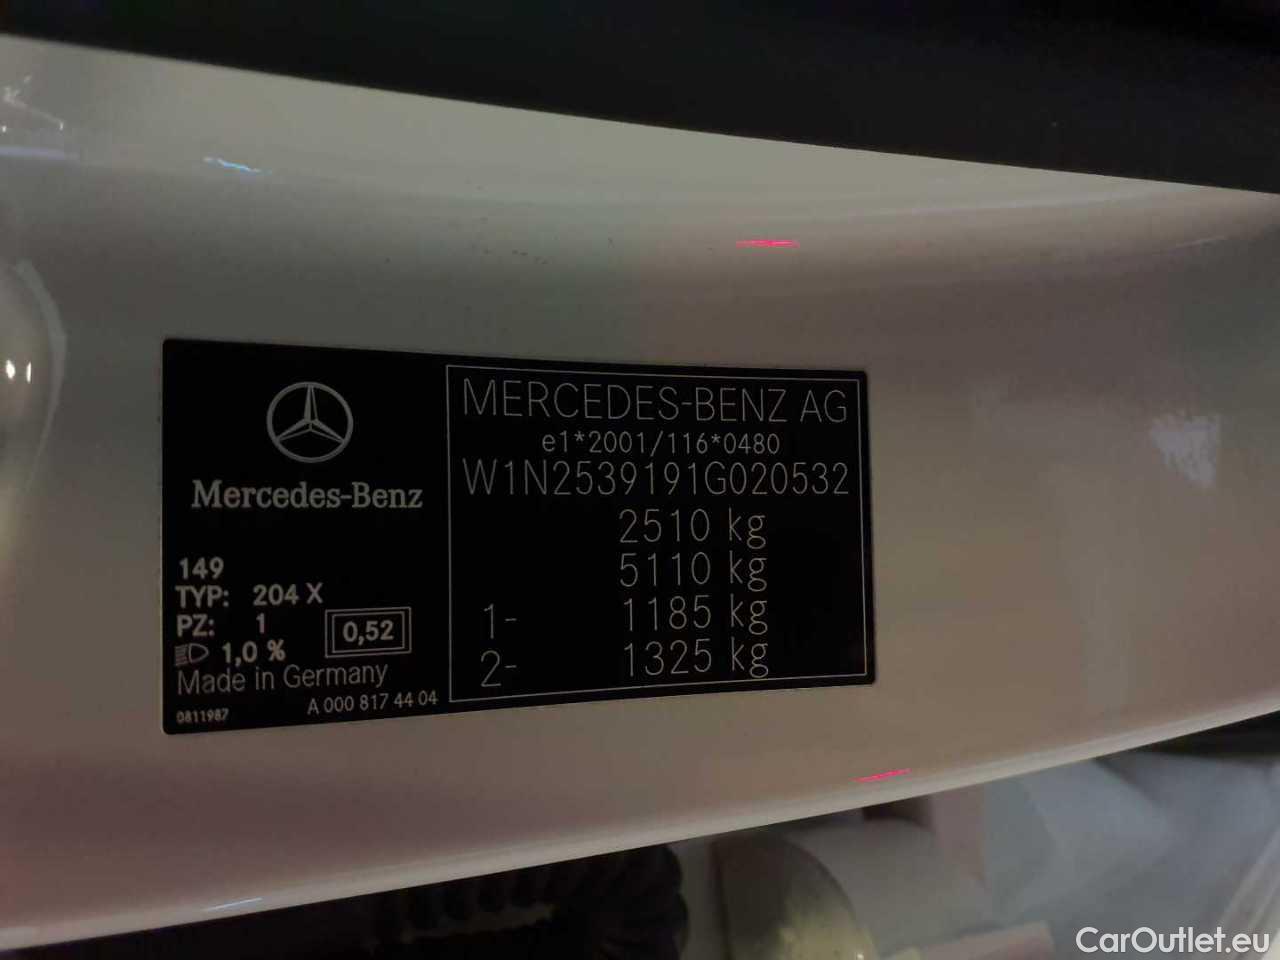 Mercedes-Benz
149
TYP: 204 X
PZ: 1
1,0 %
0,52
Made in Germany
0811987 A 000 817 44 04
MERCEDES-BENZ AG
e1*2001/116*0480
W1N2539191G020532
2510 kg
5110 kg
1- 1185 kg
2- 1325 kg
CarOutlet.eu